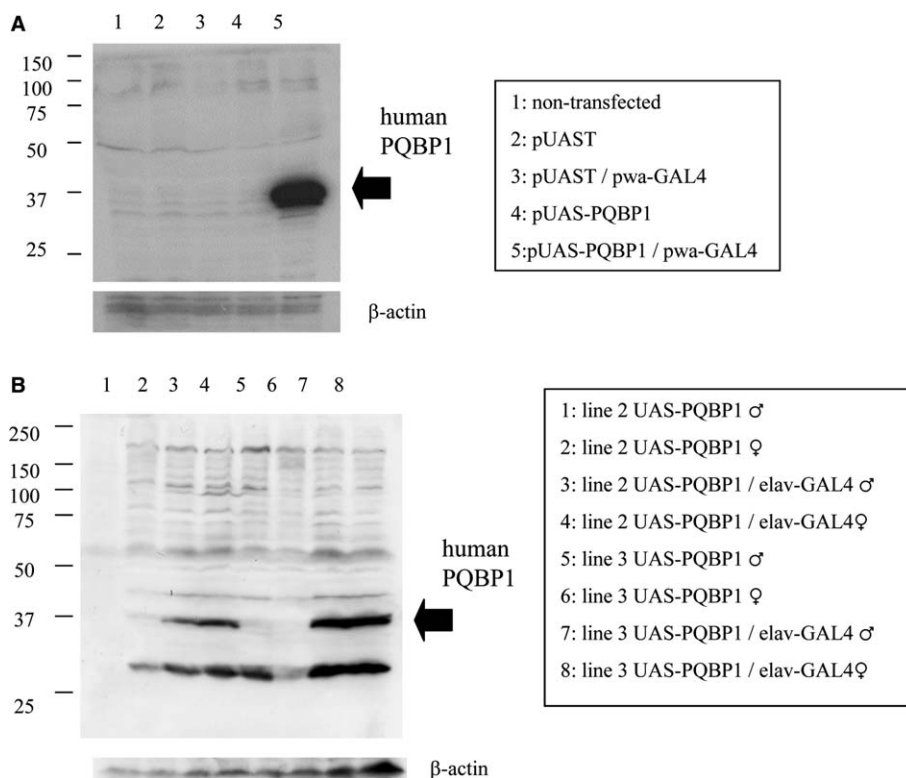 A
1 2 3 4 5
150
100
75
50
37
25
human
PQBP1
β-actin
1: non-transfected
2: pUAST
3: pUAST / pwa-GAL4
4: pUAS-PQBP1
5:pUAS-PQBP1 / pwa-GAL4
B
1 2 3 4 5 6 7 8
250
150
100
75
50
37
25
human
PQBP1
β-actin
1: line 2 UAS-PQBP1 ♂
2: line 2 UAS-PQBP1 ♀
3: line 2 UAS-PQBP1 / elav-GAL4 ♂
4: line 2 UAS-PQBP1 / elav-GAL4♀
5: line 3 UAS-PQBP1 ♂
6: line 3 UAS-PQBP1 ♀
7: line 3 UAS-PQBP1 / elav-GAL4 ♂
8: line 3 UAS-PQBP1 / elav-GAL4♀